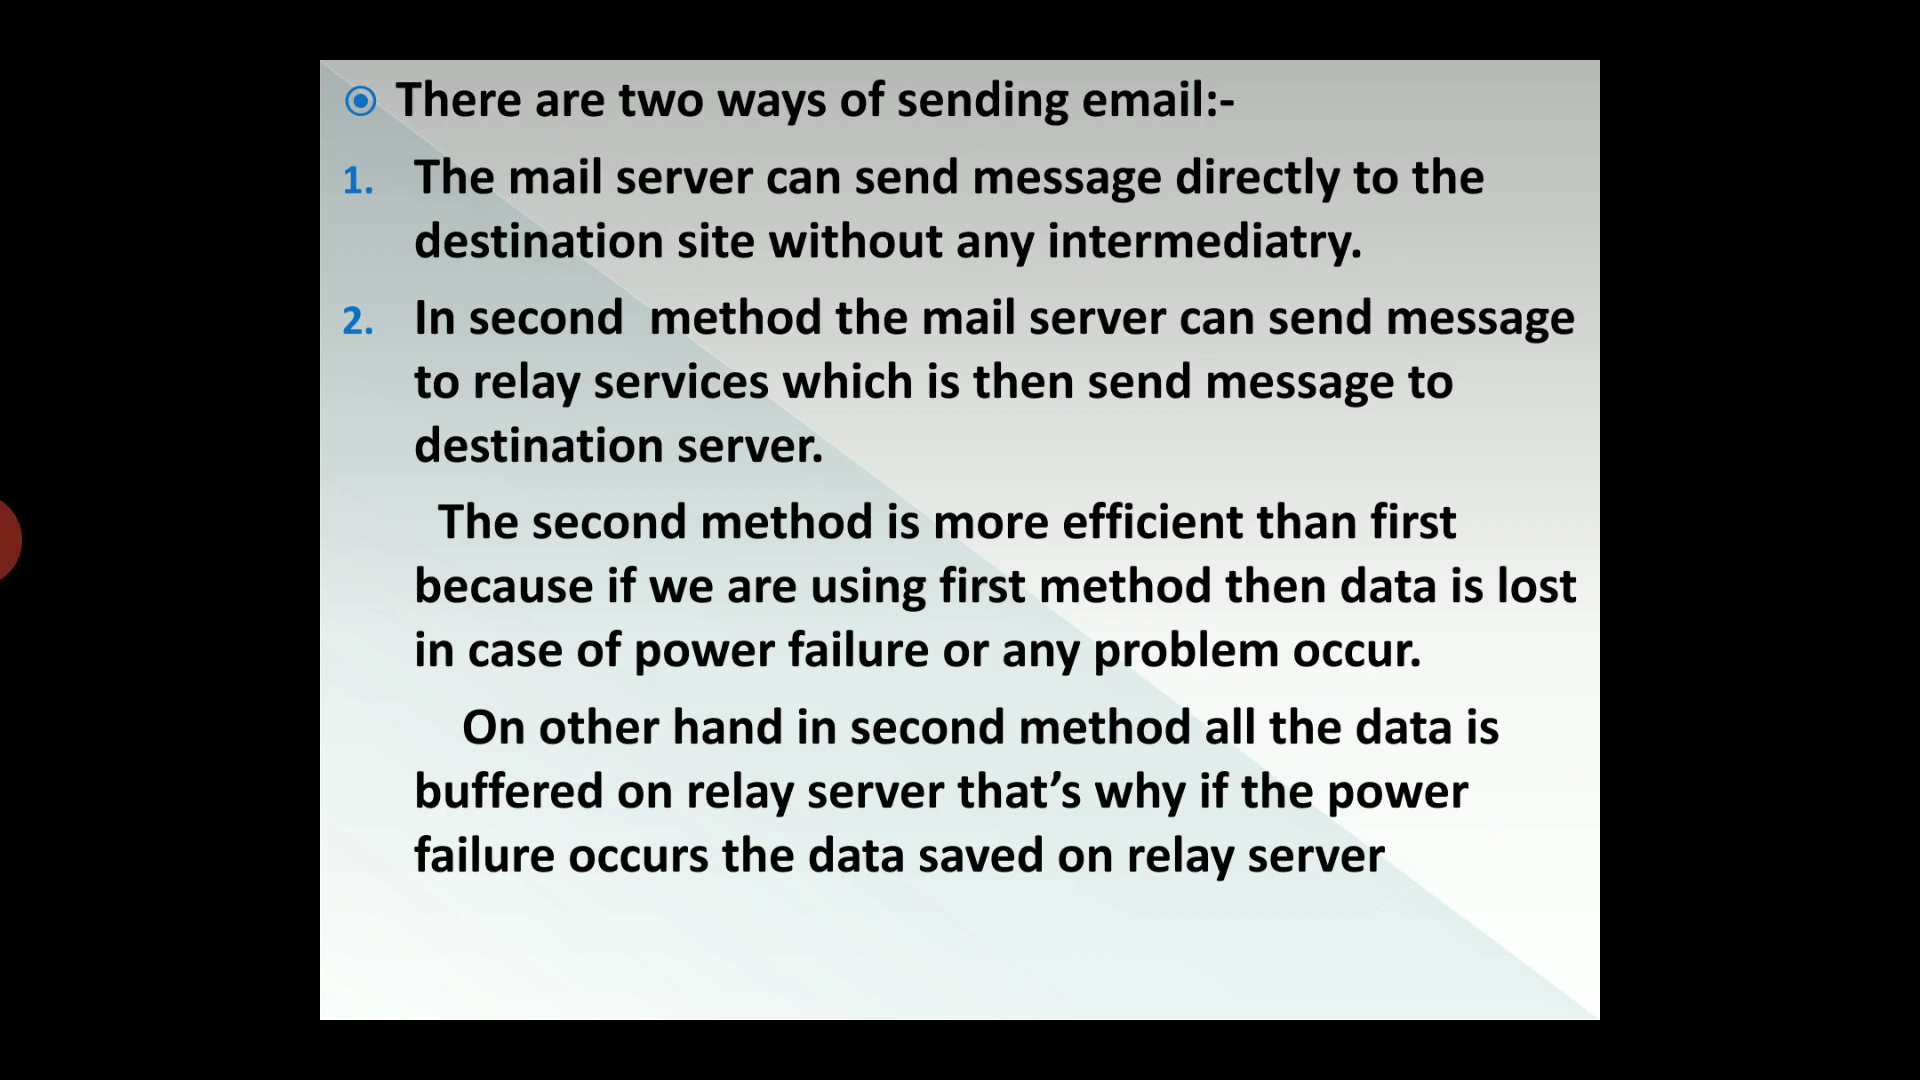 There are two ways of sending email:-
1. The mail server can send message directly to the
destination site without any intermediatry.
2. In second  method the mail server can send message
to relay services which is then send message to
destination server.
The second method is more efficient than first
because if we are using first method then data is lost
in case of power failure or any problem occur.
On other hand in second method all the data is
buffered on relay server that’s why if the power
failure occurs the data saved on relay server